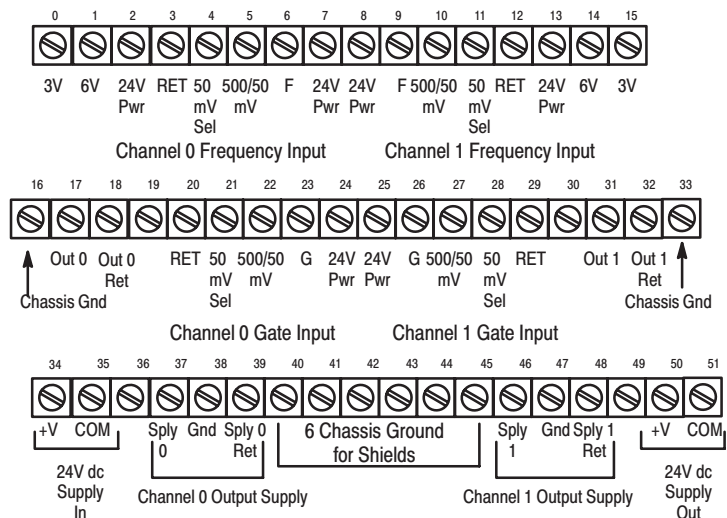 0 1 2 3 4 5 6 7 8 9 10 11 12 13 14 15
3V 6V 24V RET 50 500/50 F 24V 24V F 500/50 50 RET 24V 6V 3V
Pwr mV mV Pwr Pwr mV mV Pwr
Sel Sel
Channel 0 Frequency Input Channel 1 Frequency Input
16 17 18 19 20 21 22 23 24 25 26 27 28 29 30 31 32 33
Out 0 Out 0 RET 50 500/50 G 24V 24V G 500/50 50 RET Out 1 Out 1
Ret mV mV Pwr Pwr mV mV Ret
Chassis Gnd Sel Sel Chassis Gnd
Channel 0 Gate Input Channel 1 Gate Input
34 35 36 37 38 39 40 41 42 43 44 45 46 47 48 49 50 51
+V COM Sply Gnd Sply 0 6 Chassis Ground Sply Gnd Sply 1 +V COM
0 Ret for Shields 1 Ret
24V dc Channel 0 Output Supply Channel 1 Output Supply 24V dc
Supply Supply
In Out